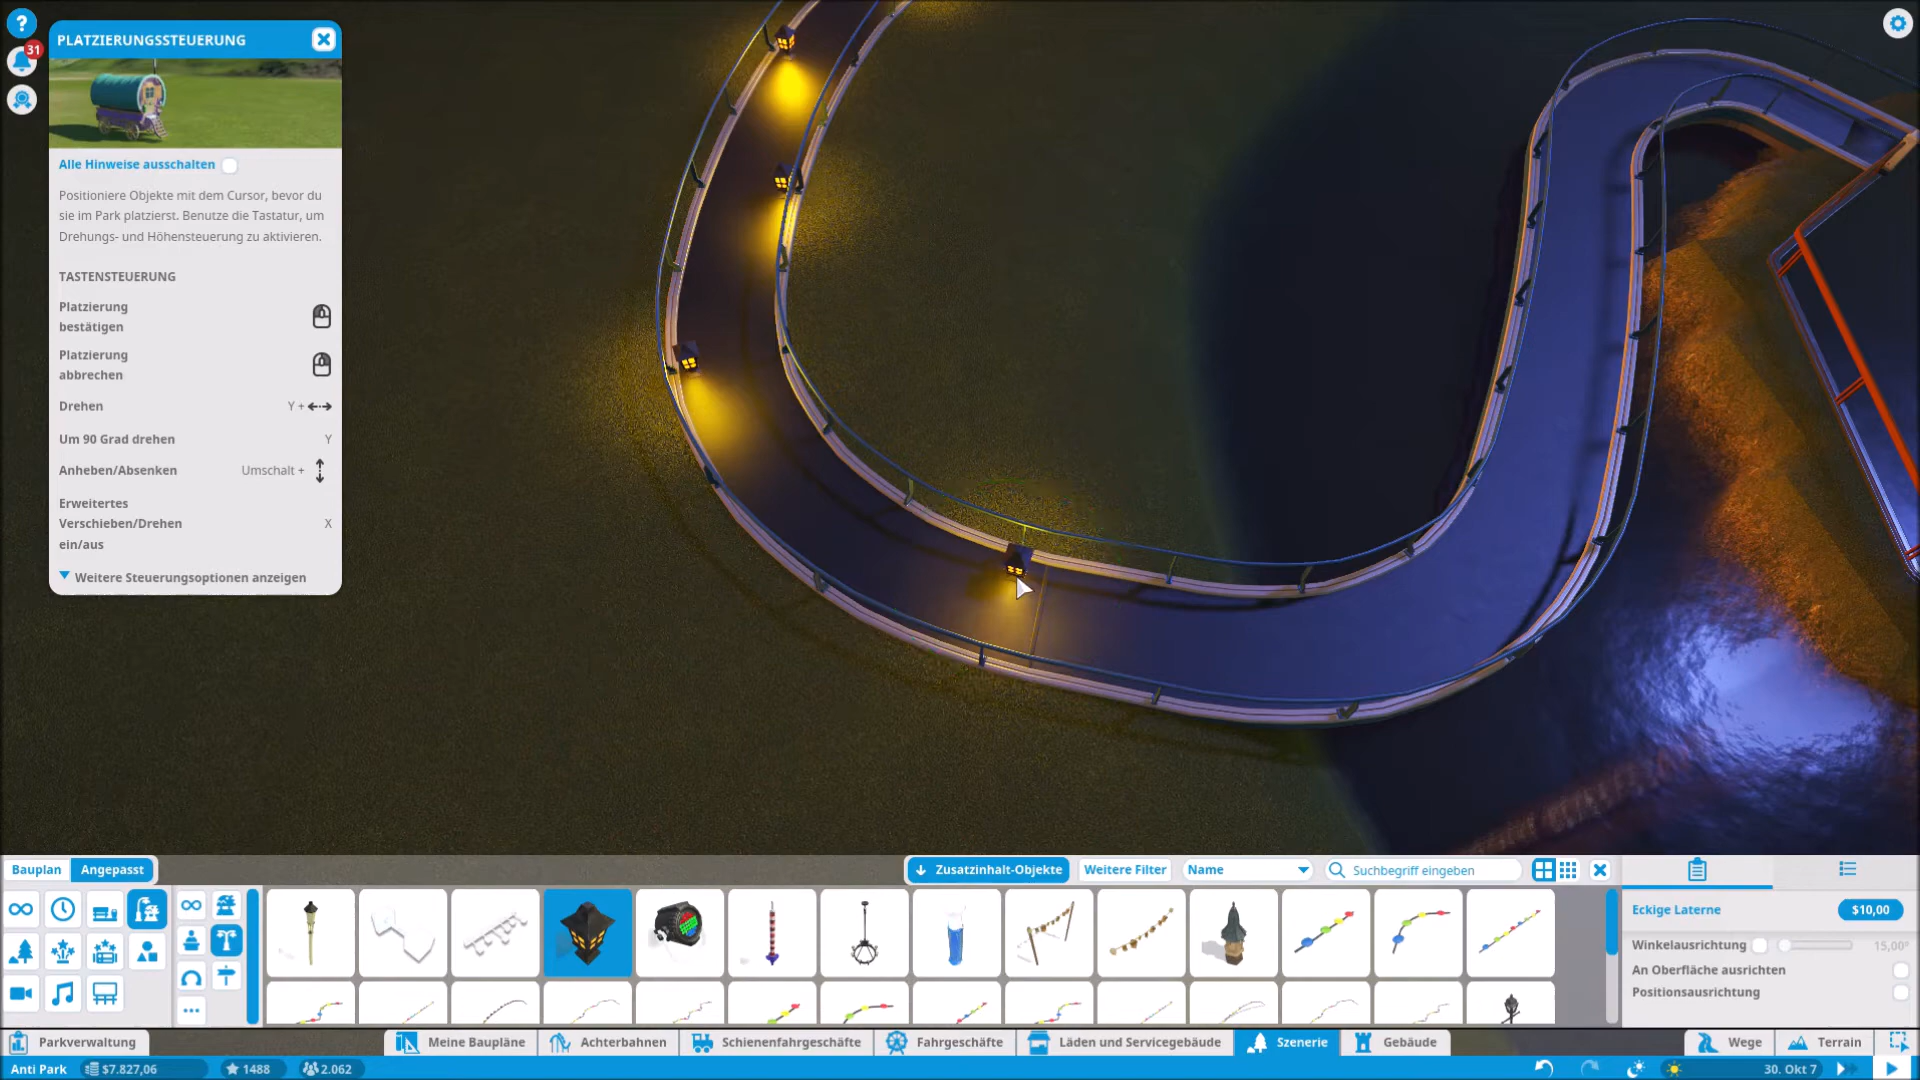 ?
31
PLATZIERUNGSSTEUERUNG
Alle Hinweise ausschalten
Positioniere Objekte mit dem Cursor, bevor du
sie im Park platzierst. Benutze die Tastatur, um
Drehungs- und Höhensteuerung zu aktivieren.
TASTENSTEUERUNG
Platzierung
bestätigen
Platzierung
abbrechen
Drehen Y +
Um 90 Grad drehen Y
Anheben/Absenken Umschalt +
Erweitertes
Verschieben/Drehen X
ein/aus
Weitere Steuerungsoptionen anzeigen
Bauplan Angepasst
Zusatzinhalt-Objekte Weitere Filter Name Suchbegriff eingeben
Eckige Laterne $10,00
Winkelausrichtung 15,00°
An Oberfläche ausrichten
Positionsausrichtung
Parkverwaltung Meine Baupläne Achterbahnen Schienenfahrgeschäfte Fahrgeschäfte Läden und Servicegebäude Szenerie Gebäude Wege Terrain
Anti Park $7.827,06 1488 2.062 30. Okt 7